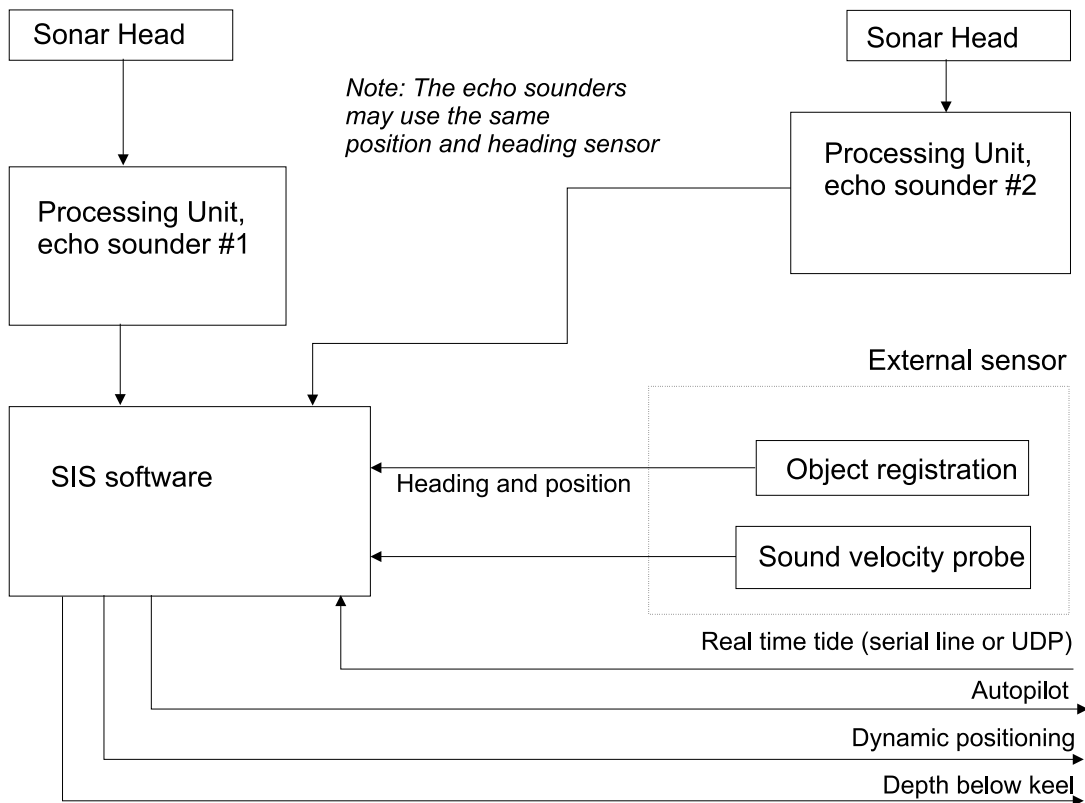 Sonar Head
Sonar Head
Note: The echo sounders
may use the same
position and heading sensor
Processing Unit,
echo sounder #2
Processing Unit,
echo sounder #1
External sensor
SIS software
Object registration
Heading and position
Sound velocity probe
Real time tide (serial line or UDP)
Autopilot
Dynamic positioning
Depth below keel